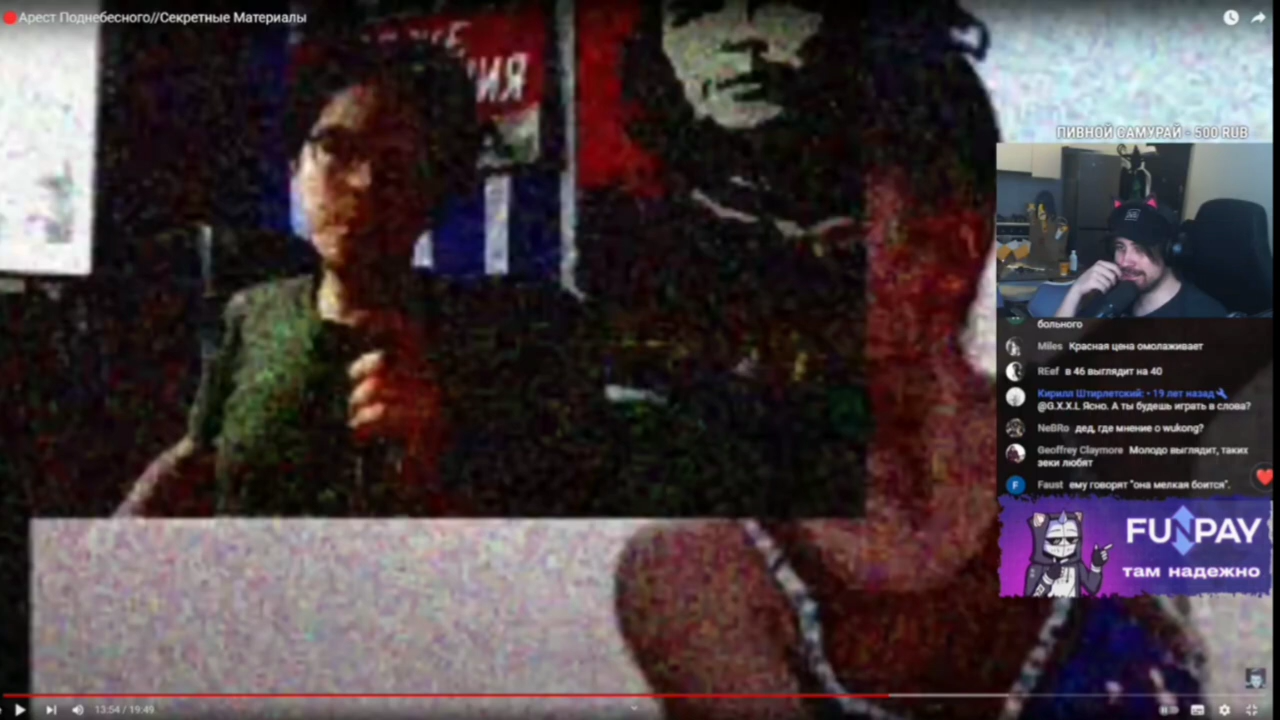 Арест Поднебесного//Секретные Материалы
ИЯ
ПИВНОЙ САМУРАЙ - 500 RUB
больного
Miles Красная цена омолаживает
REef в 46 выглядит на 40
Кирилл Штирлетский: • 19 лет назад
@G.X.X.L Ясно. А ты будешь играть в слова?
NeBRo дед, где мнение о wukong?
Geoffrey Claymore Молодо выглядит, таких
зеки любят
F Faust ему говорят "она мелкая боится".
FUNPAY
там надежно
13:54 / 19:49